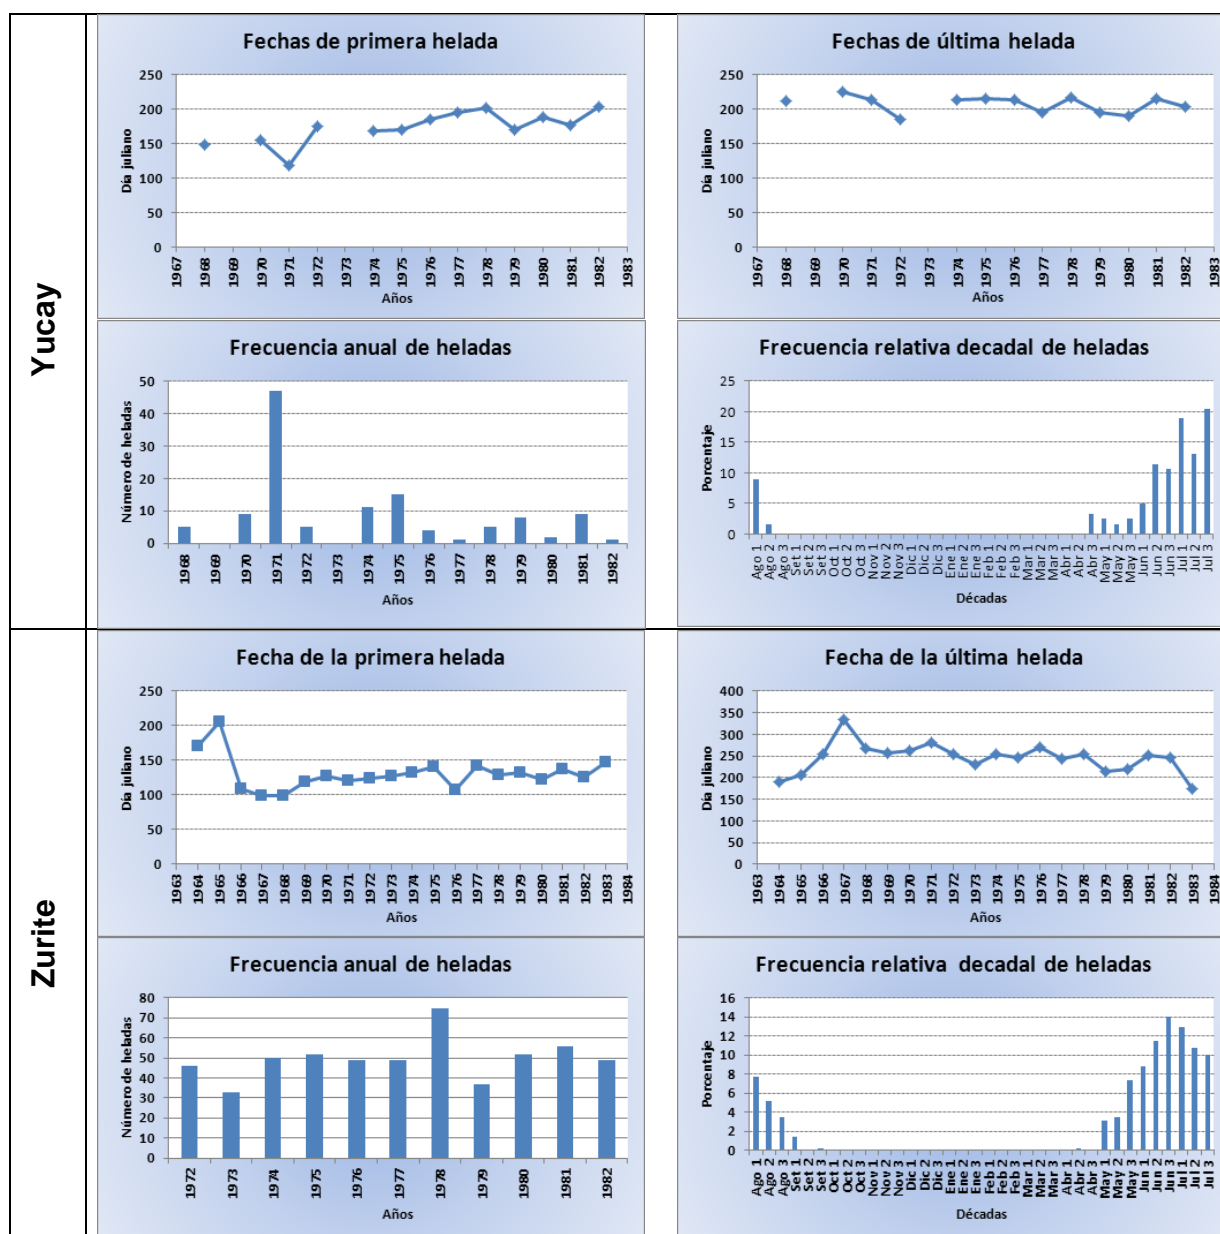 Yucay
Fechas de primera helada
Día juliano
250
200
150
100
50
0
1967 1968 1969 1970 1971 1972 1973 1974 1975 1976 1977 1978 1979 1980 1981 1982 1983
Años
Fechas de última helada
Día juliano
250
200
150
100
50
0
1967 1968 1969 1970 1971 1972 1973 1974 1975 1976 1977 1978 1979 1980 1981 1982 1983
Años
Frecuencia anual de heladas
Número de heladas
50
40
30
20
10
0
1968 1969 1970 1971 1972 1973 1974 1975 1976 1977 1978 1979 1980 1981 1982
Años
Frecuencia relativa decadal de heladas
Porcentaje
25
20
15
10
5
0
Ago 1 Ago 2 Ago 3 Set 1 Set 2 Set 3 Oct 1 Oct 2 Oct 3 Nov 1 Nov 2 Nov 3 Dic 1 Dic 2 Dic 3 Ene 1 Ene 2 Ene 3 Feb 1 Feb 2 Feb 3 Mar 1 Mar 2 Mar 3 Abr 1 Abr 2 Abr 3 May 1 May 2 May 3 Jun 1 Jun 2 Jun 3 Jul 1 Jul 2 Jul 3
Décadas
Zurite
Fecha de la primera helada
Día juliano
250
200
150
100
50
0
1963 1964 1965 1966 1967 1968 1969 1970 1971 1972 1973 1974 1975 1976 1977 1978 1979 1980 1981 1982 1983 1984
Años
Fecha de la última helada
Día juliano
400
350
300
250
200
150
100
50
0
1963 1964 1965 1966 1967 1968 1969 1970 1971 1972 1973 1974 1975 1976 1977 1978 1979 1980 1981 1982 1983 1984
Años
Frecuencia anual de heladas
Número de heladas
80
70
60
50
40
30
20
10
0
1972 1973 1974 1975 1976 1977 1978 1979 1980 1981 1982
Años
Frecuencia relativa decadal de heladas
Porcentaje
16
14
12
10
8
6
4
2
0
Ago 1 Ago 2 Ago 3 Set 1 Set 2 Set 3 Oct 1 Oct 2 Oct 3 Nov 1 Nov 2 Nov 3 Dic 1 Dic 2 Dic 3 Ene 1 Ene 2 Ene 3 Feb 1 Feb 2 Feb 3 Mar 1 Mar 2 Mar 3 Abr 1 Abr 2 Abr 3 May 1 May 2 May 3 Jun 1 Jun 2 Jun 3 Jul 1 Jul 2 Jul 3
Décadas